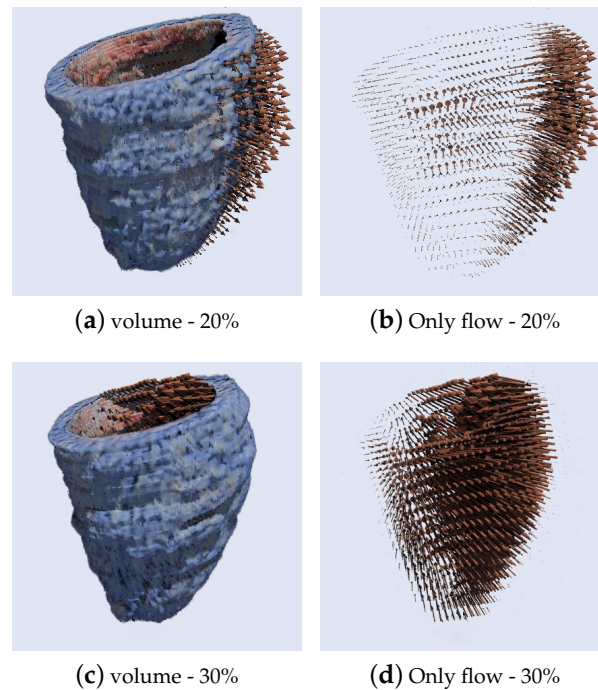 (a) volume - 20%
(b) Only flow - 20%
(c) volume - 30%
(d) Only flow - 30%